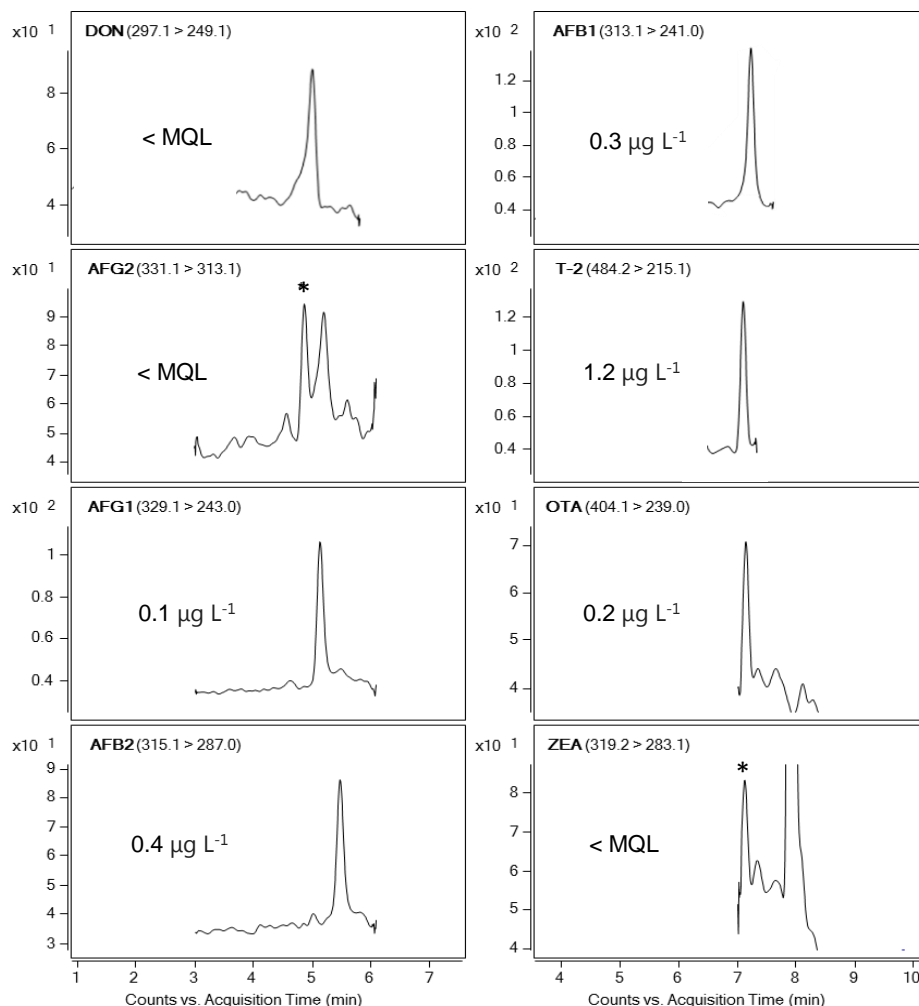 x10 1
DON (297.1 > 249.1)
8
6
4
< MQL
x10 1
AFG2 (331.1 > 313.1)
*
9
8
7
6
5
4
< MQL
x10 2
AFG1 (329.1 > 243.0)
1
0.8
0.6
0.4
0.1 µg L-1
x10 1
AFB2 (315.1 > 287.0)
9
8
7
6
5
4
3
0.4 µg L-1
1 2 3 4 5 6 7
Counts vs. Acquisition Time (min)
x10 2
AFB1 (313.1 > 241.0)
1.2
1
0.8
0.6
0.4
0.3 µg L-1
x10 2
T-2 (484.2 > 215.1)
1.2
1
0.8
0.6
0.4
1.2 µg L-1
x10 1
OTA (404.1 > 239.0)
7
6
5
4
0.2 µg L-1
x10 1
ZEA (319.2 > 283.1)
*
8
7
6
5
4
< MQL
4 5 6 7 8 9 10
Counts vs. Acquisition Time (min)